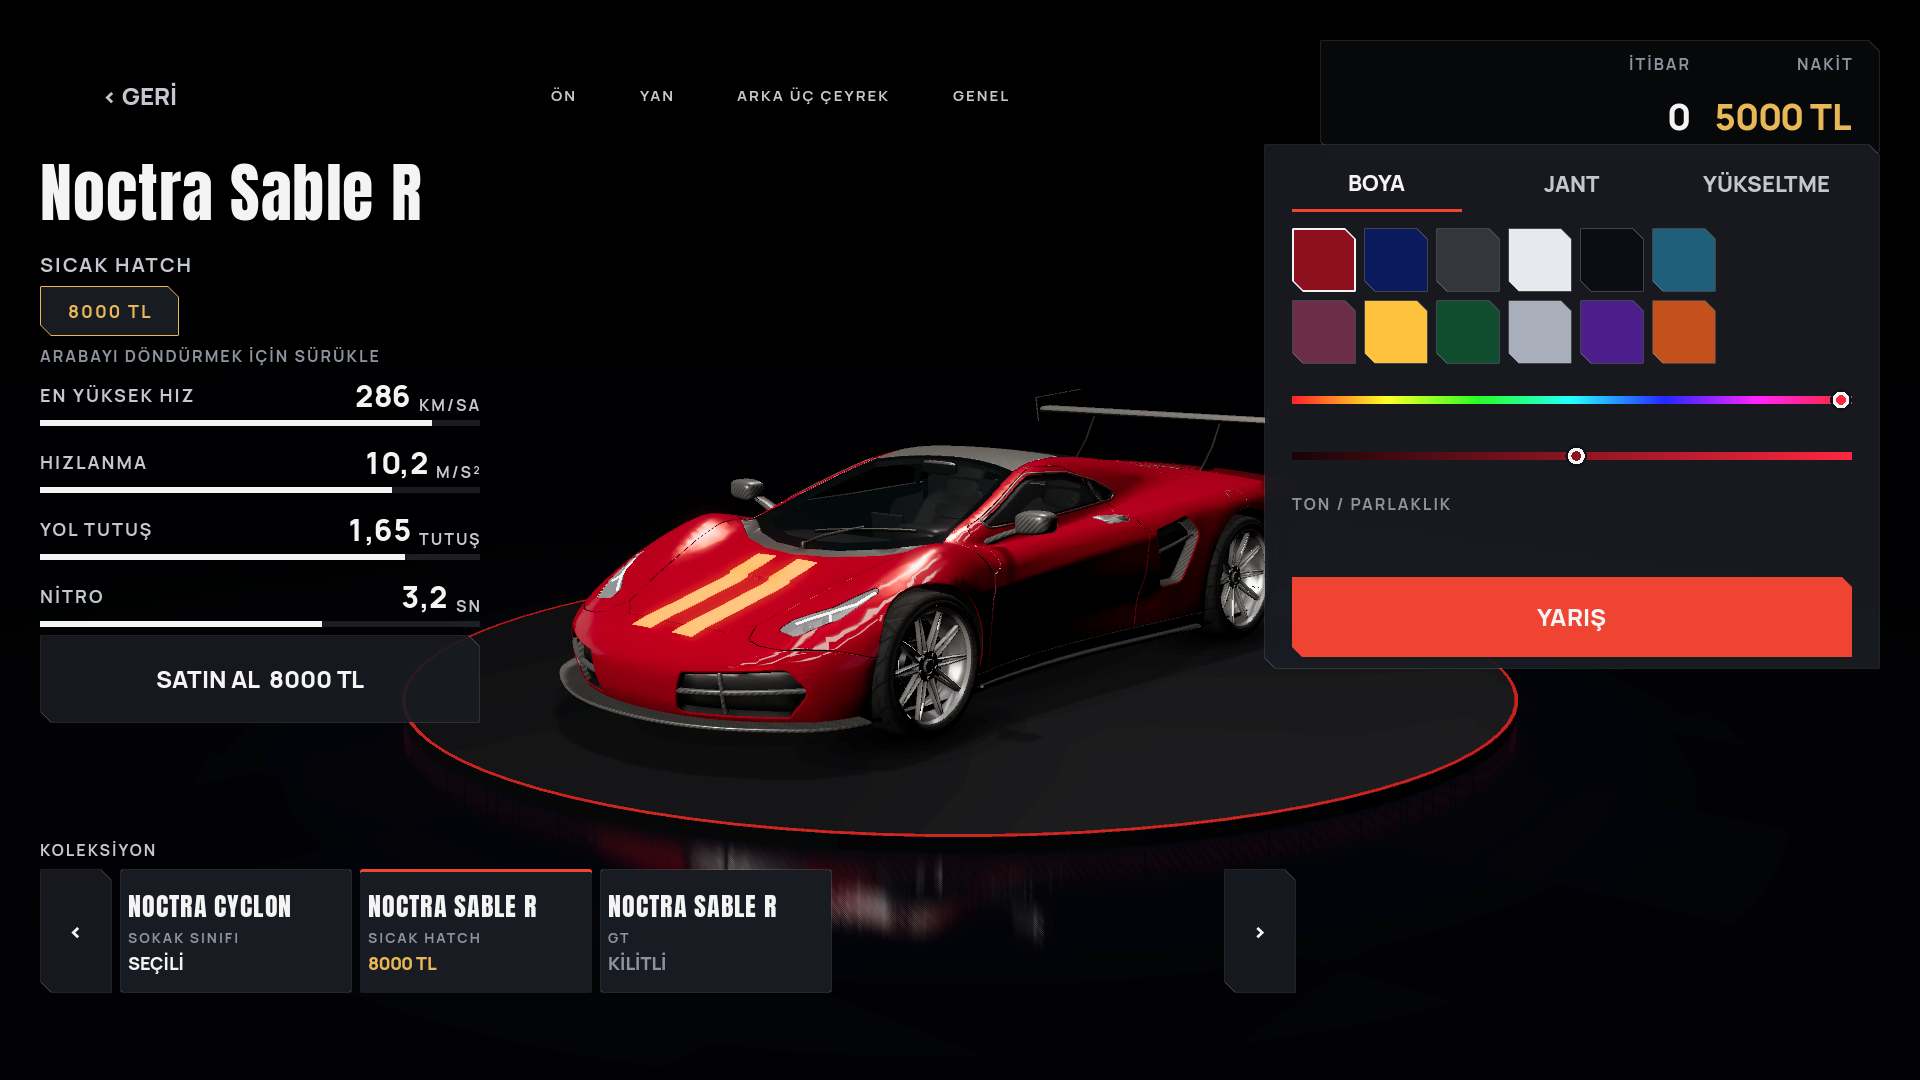 ‹ GERİ
ÖN
YAN
ARKA ÜÇ ÇEYREK
GENEL
İTİBAR
NAKİT
0
5000 TL
Noctra Sable R
SICAK HATCH
8000 TL
ARABAYI DÖNDÜRMEK İÇİN SÜRÜKLE
EN YÜKSEK HIZ 286 KM/SA
HIZLANMA 10,2 M/S²
YOL TUTUŞ 1,65 TUTUŞ
NİTRO 3,2 SN
SATIN AL 8000 TL
BOYA
JANT
YÜKSELTME
TON / PARLAKLIK
YARIŞ
KOLEKSİYON
‹
NOCTRA CYCLON
SOKAK SINIFI
SEÇİLİ
NOCTRA SABLE R
SICAK HATCH
8000 TL
NOCTRA SABLE R
GT
KİLİTLİ
›